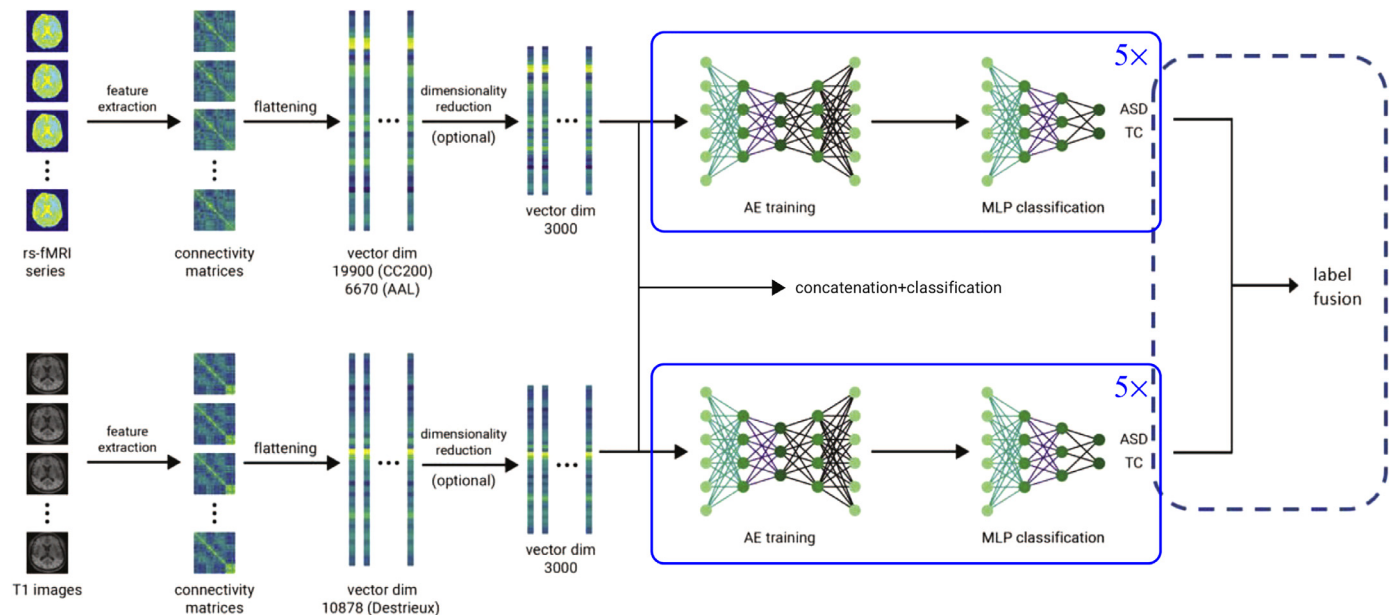 rs-fMRI
series
feature
extraction
connectivity
matrices
flattening
vector dim
19900 (CC200)
6670 (AAL)
dimensionality
reduction
(optional)
vector dim
3000
5×
AE training
MLP classification
ASD
TC
concatenation+classification
label
fusion
T1 images
feature
extraction
connectivity
matrices
flattening
vector dim
10878 (Destrieux)
dimensionality
reduction
(optional)
vector dim
3000
5×
AE training
MLP classification
ASD
TC